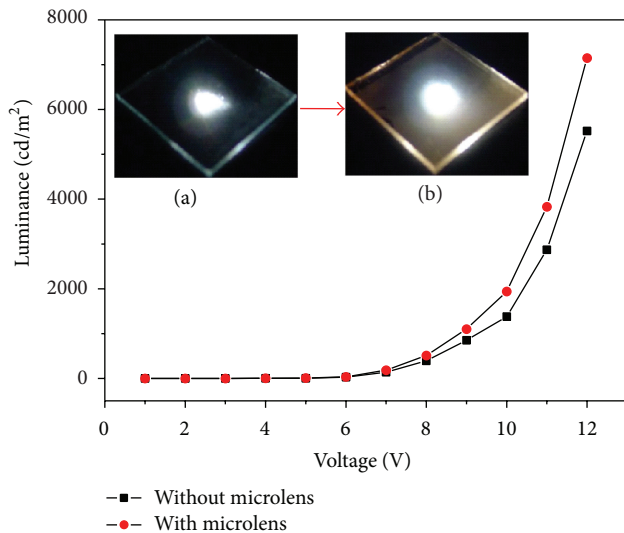 8000
6000
4000
2000
0
Luminance (cd/m²)
(a)
(b)
0 2 4 6 8 10 12
Voltage (V)
Without microlens
With microlens